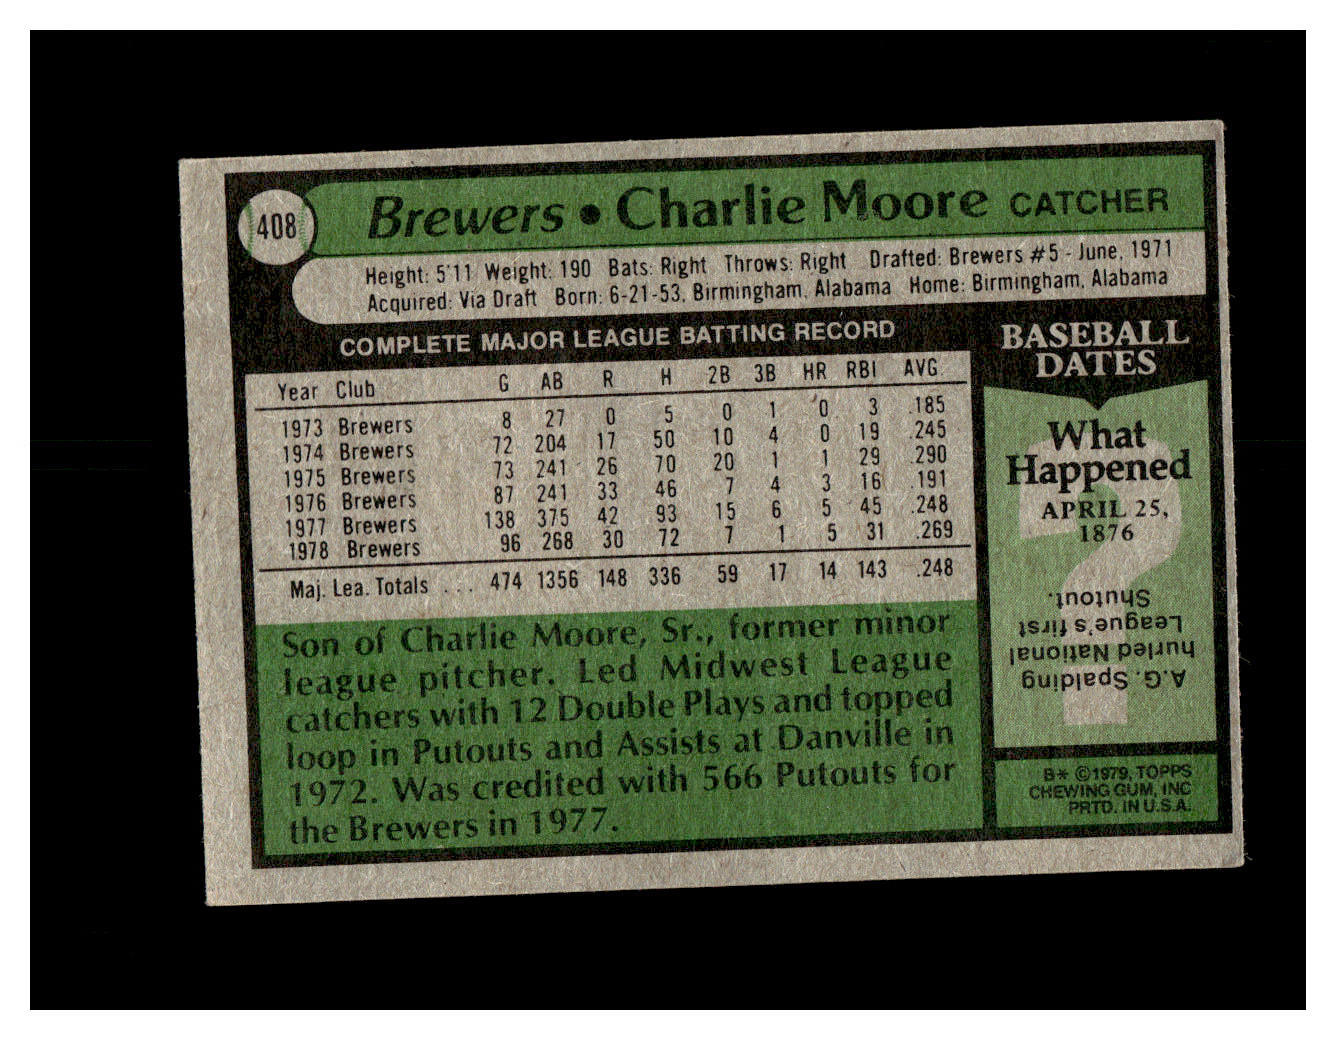 408
Brewers • Charlie Moore CATCHER
Height: 5'11 Weight: 190 Bats: Right Throws: Right Drafted: Brewers #5 - June, 1971
Acquired: Via Draft Born: 6-21-53, Birmingham, Alabama Home: Birmingham, Alabama
COMPLETE MAJOR LEAGUE BATTING RECORD
Year Club G AB R H 2B 3B HR RBI AVG.
1973 Brewers 8 27 0 5 0 1 0 3 .185
1974 Brewers 72 204 17 50 10 4 0 19 .245
1975 Brewers 73 241 26 70 20 1 1 29 .290
1976 Brewers 87 241 33 46 7 4 3 16 .191
1977 Brewers 138 375 42 93 15 6 5 45 .248
1978 Brewers 96 268 30 72 7 1 5 31 .269
Maj. Lea. Totals ... 474 1356 148 336 59 17 14 143 .248
Son of Charlie Moore, Sr., former minor
league pitcher. Led Midwest League
catchers with 12 Double Plays and topped
loop in Putouts and Assists at Danville in
1972. Was credited with 566 Putouts for
the Brewers in 1977.
BASEBALL
DATES
What
Happened
APRIL 25,
1876
A.G. Spalding
hurled National
League's first
Shutout.
B* ©1979, TOPPS
CHEWING GUM, INC
PRTD. IN U.S.A.